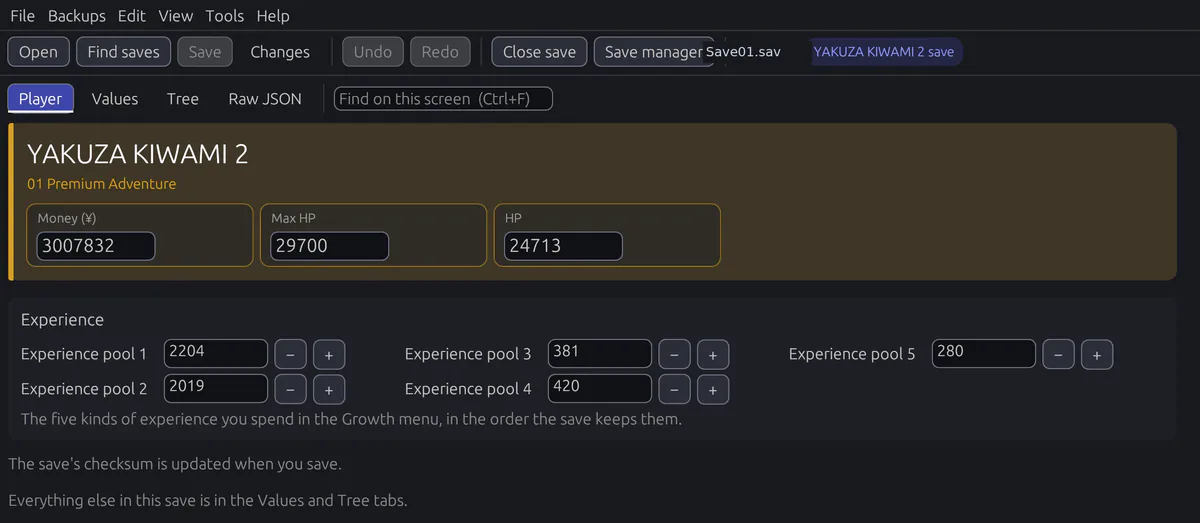 File Backups Edit View Tools Help
Open Find saves Save Changes Undo Redo Close save Save manager Save01.sav YAKUZA KIWAMI 2 save
Player Values Tree Raw JSON Find on this screen (Ctrl+F)
YAKUZA KIWAMI 2
01 Premium Adventure
Money (¥) Max HP HP
3007832 29700 24713
Experience
Experience pool 1 2204 − + Experience pool 3 381 − + Experience pool 5 280 − +
Experience pool 2 2019 − + Experience pool 4 420 − +
The five kinds of experience you spend in the Growth menu, in the order the save keeps them.
The save's checksum is updated when you save.
Everything else in this save is in the Values and Tree tabs.